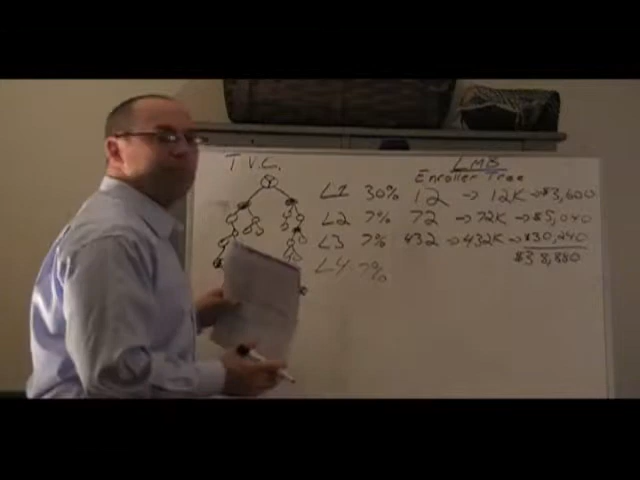 T.V.C.
LMB
Enroller Tree
L1 30% 12 → 12K → $3,600
L2 7% 72 → 72K → $5,040
L3 7% 432 → 432K → $30,240
L4 7% $38,880